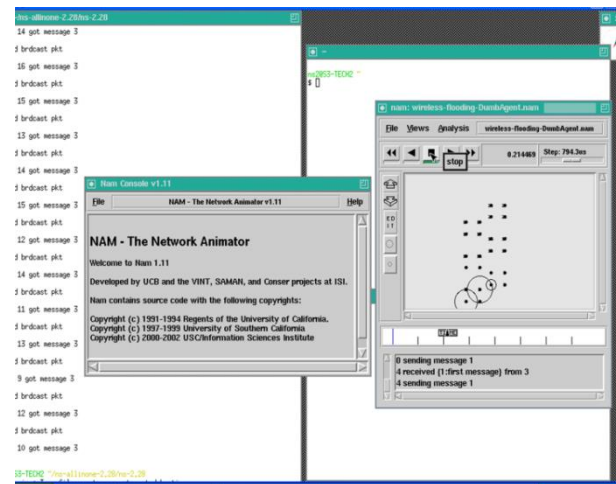 /ns-allinone-2.28/ns-2.28
14 got message 3
d brdcast pkt
16 got message 3
d brdcast pkt
15 got message 3
d brdcast pkt
13 got message 3
d brdcast pkt
14 got message 3
d brdcast pkt
15 got message 3
d brdcast pkt
12 got message 3
d brdcast pkt
14 got message 3
d brdcast pkt
11 got message 3
d brdcast pkt
13 got message 3
d brdcast pkt
9 got message 3
d brdcast pkt
12 got message 3
d brdcast pkt
10 got message 3
53-TECH2 ~/ns-allinone-2.28/ns-2.28
~
ns2053-TECH2 ~
$
Nam Console v1.11
File NAM - The Network Animator v1.11 Help
NAM - The Network Animator
Welcome to Nam 1.11
Developed by UCB and the VINT, SAMAN, and Conser projects at ISI.
Nam contains source code with the following copyrights:
Copyright (c) 1991-1994 Regents of the University of California.
Copyright (c) 1997-1999 University of Southern California
Copyright (c) 2000-2002 USC/Information Sciences Institute
nam: wireless-flooding-DumbAgent.nam
File Views Analysis wireless-flooding-DumbAgent.nam
0.214469 Step: 794.3us
stop
ED
IT
0 sending message 1
4 received {1:first message} from 3
4 sending message 1